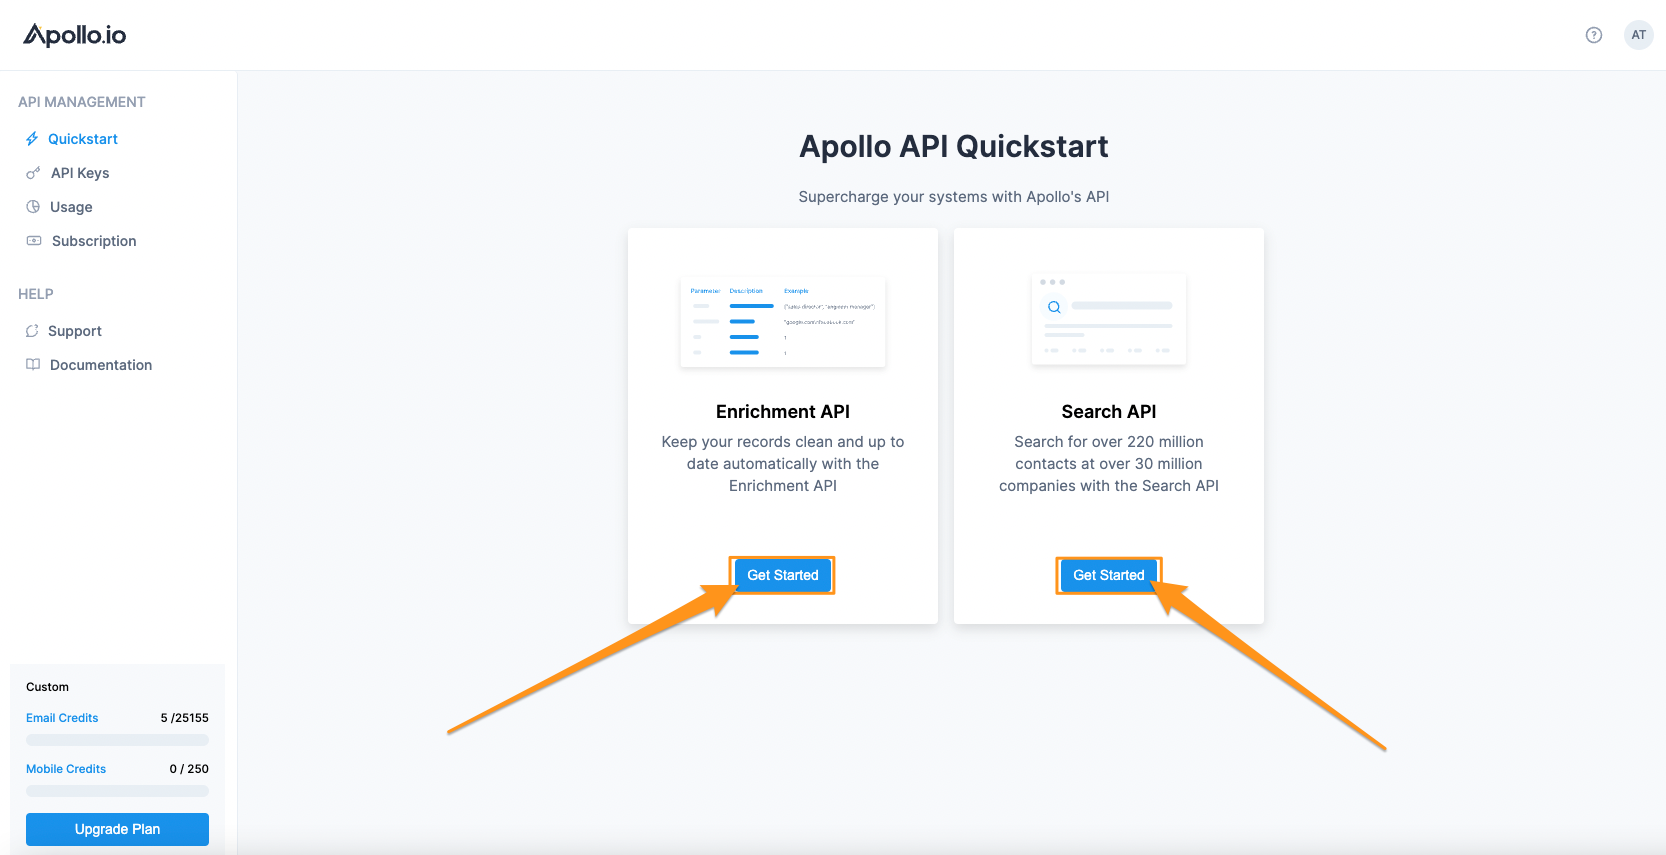 Apollo.io
AT
API MANAGEMENT
Quickstart
API Keys
Usage
Subscription
HELP
Support
Documentation
Custom
Email Credits 5 /25155
Mobile Credits 0 / 250
Upgrade Plan
Apollo API Quickstart
Supercharge your systems with Apollo's API
Parameter Description Example
1
1
Enrichment API
Keep your records clean and up to
date automatically with the
Enrichment API
Get Started
Search API
Search for over 220 million
contacts at over 30 million
companies with the Search API
Get Started